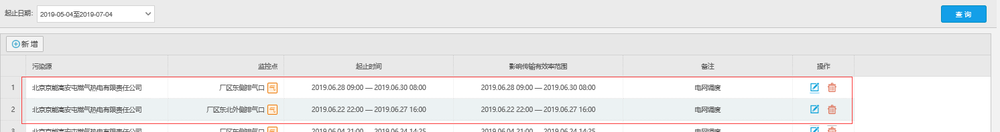 起止日期: 2019-05-04至2019-07-04 查 询
新 增
污染源 监控点 起止时间 影响传输有效率范围 备注 操作
1 北京京能高安屯燃气热电有限责任公司 厂区东侧排气口 气 2019.06.28 09:00 — 2019.06.30 08:00 2019.06.28 09:00 — 2019.06.30 08:00 电网调度
2 北京京能高安屯燃气热电有限责任公司 厂区东北外侧排气口 气 2019.06.22 22:00 — 2019.06.27 16:00 2019.06.22 22:00 — 2019.06.27 16:00 电网调度
3 北京京能高安屯燃气热电有限责任公司 厂区东侧排气口 2019.06.04 21:00 — 2019.06.24 14:25 2019.06.04 21:00 — 2019.06.24 14:25 电网调度